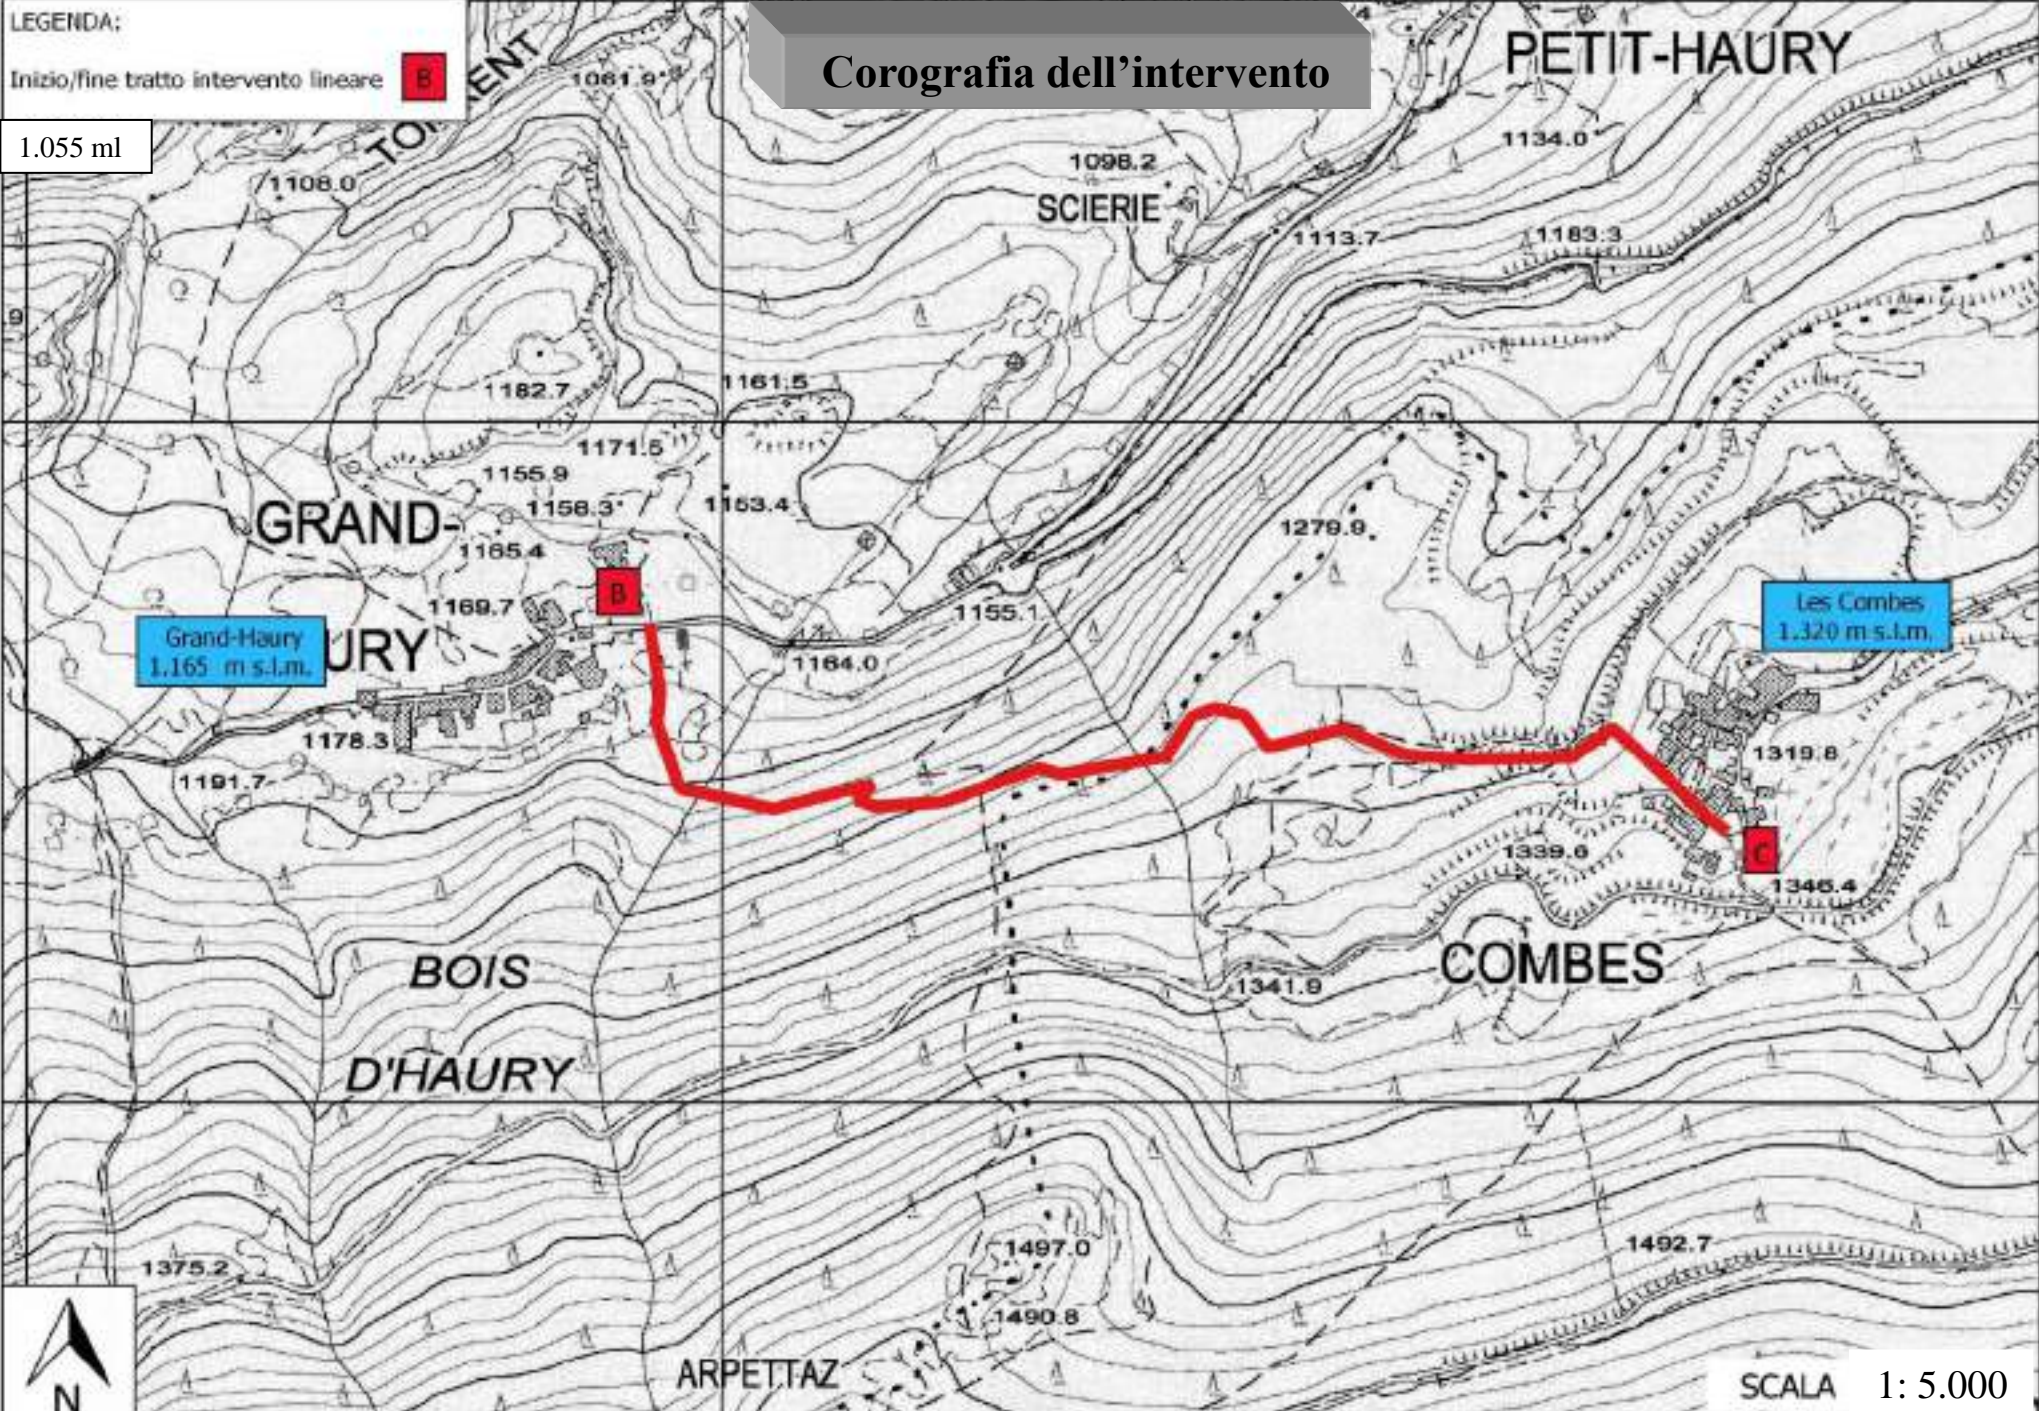 LEGENDA:
Inizio/fine tratto intervento lineare B
1.055 ml
Corografia dell’intervento
PETIT-HAURY
1061.9
1134.0
1098.2
1108.0
SCIERIE
1113.7
1183.3
1182.7
1161.5
1171.5
1155.9
1158.3
1153.4
GRAND-
1165.4
1279.9
B
1169.7
1155.1
Les Combes
1.320 m s.l.m.
Grand-Haury
1.165 m s.l.m.
URY
1164.0
1178.3
1319.8
1191.7
1339.6
C
1346.4
BOIS
COMBES
1341.9
D'HAURY
1497.0
1492.7
1375.2
1490.8
ARPETTAZ
N
SCALA 1: 5.000